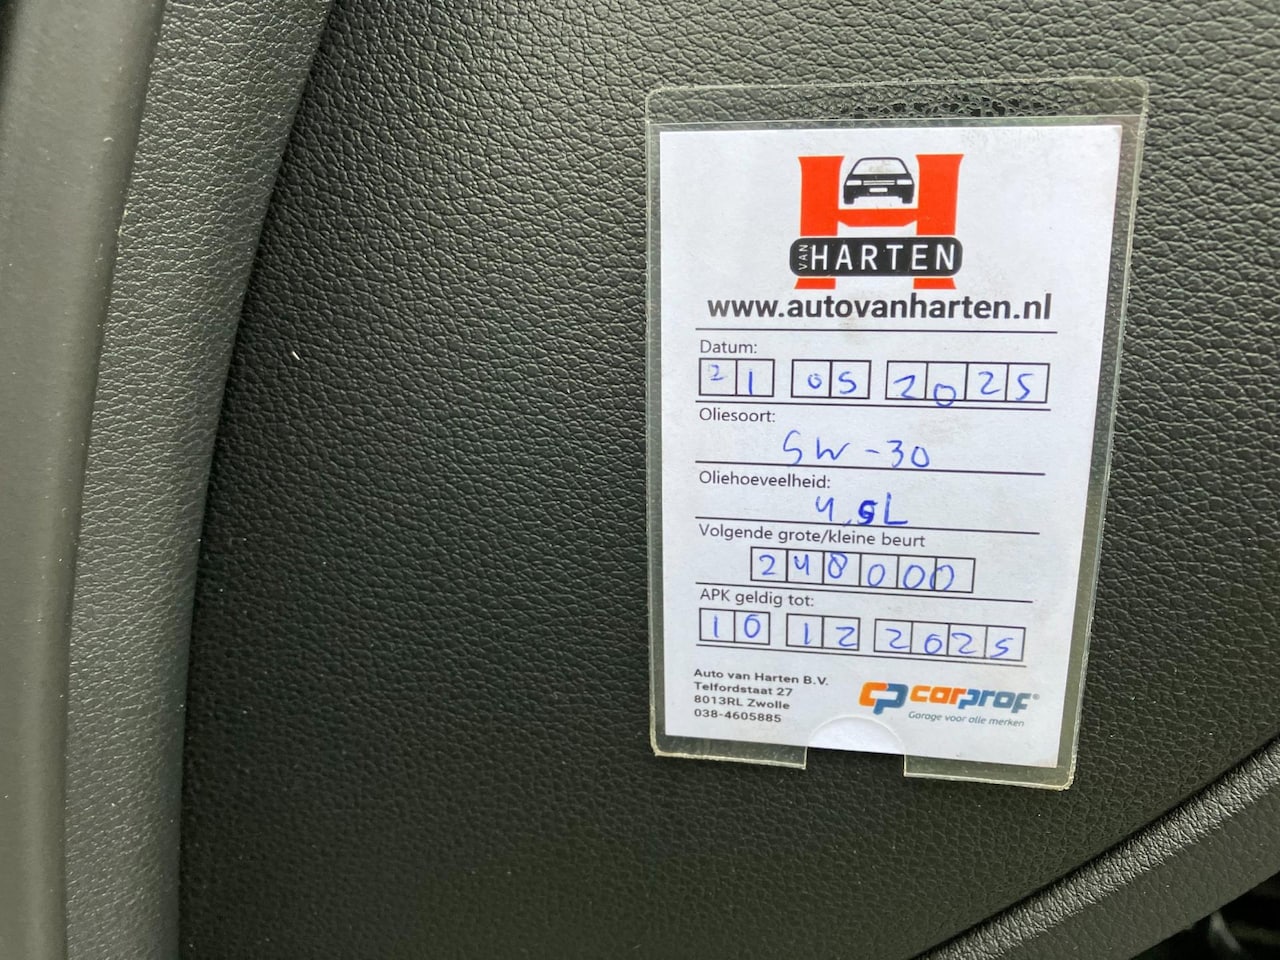 VAN HARTEN
www.autovanharten.nl
Datum:
21 05 2025
Oliesoort:
5W-30
Oliehoeveelheid:
4,5L
Volgende grote/kleine beurt
248000
APK geldig tot:
10 12 2025
Auto van Harten B.V.
Telfordstaat 27
8013RL Zwolle
038-4605885
cp carprof®
Garage voor alle merken